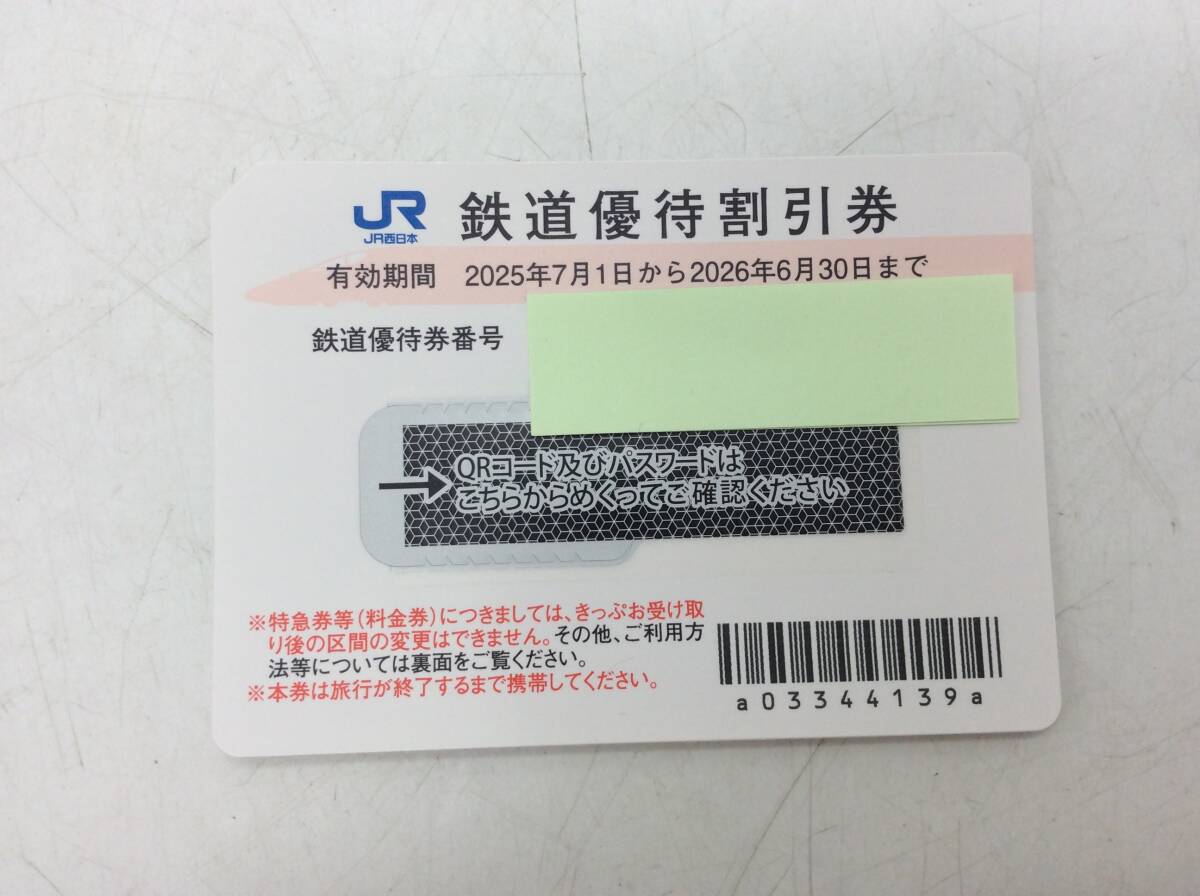 JR 鉄道優待割引券
JR西日本
有効期間 2025年7月1日から2026年6月30日まで
鉄道優待券番号
QRコード及びパスワードは
こちらからめくってご確認ください
※特急券等(料金券)につきましては、きっぷお受け取
り後の区間の変更はできません。その他、ご利用方
法等については裏面をご覧ください。
※本券は旅行が終了するまで携帯してください。
a03344139a